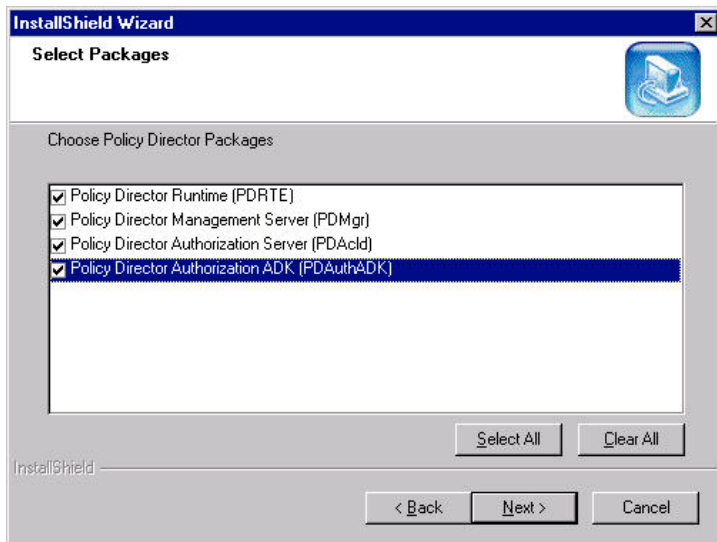 InstallShield Wizard
Select Packages
Choose Policy Director Packages
Policy Director Runtime (PDRTE)
Policy Director Management Server (PDMgr)
Policy Director Authorization Server (PDAcld)
Policy Director Authorization ADK (PDAuthADK)
Select All Clear All
InstallShield
< Back Next > Cancel